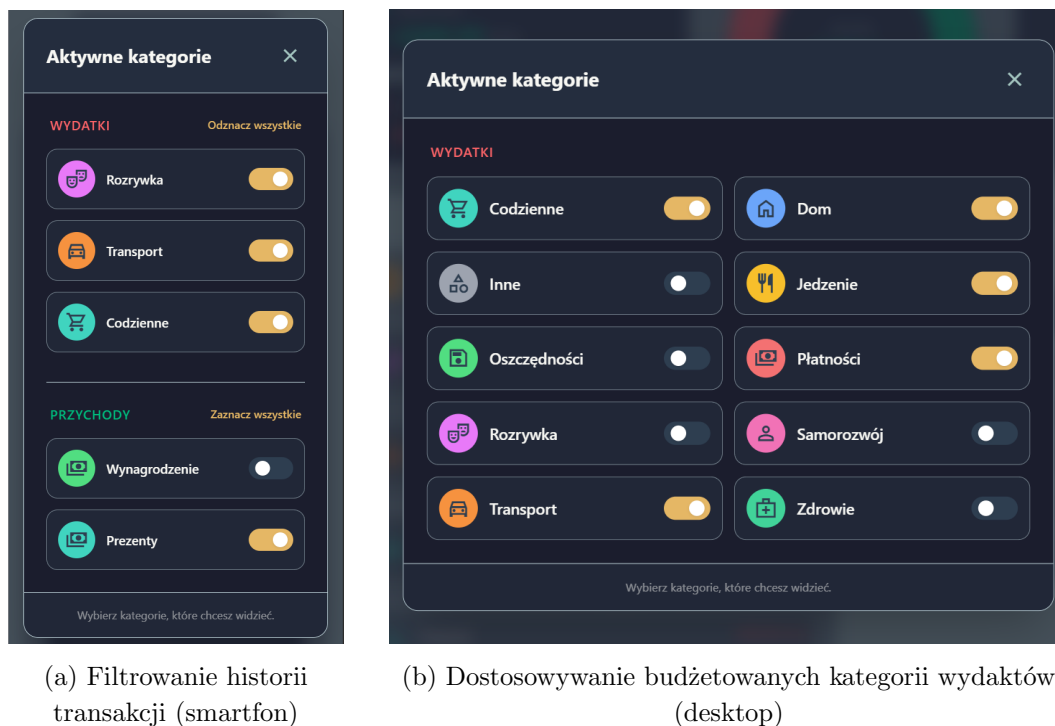 Aktywne kategorie
WYDATKI Odznacz wszystkie
Rozrywka
Transport
Codzienne
PRZYCHODY Zaznacz wszystkie
Wynagrodzenie
Prezenty
Wybierz kategorie, które chcesz widzieć.
(a) Filtrowanie historii
transakcji (smartfon)
Aktywne kategorie
WYDATKI
Codzienne Dom
Inne Jedzenie
Oszczędności Płatności
Rozrywka Samorozwój
Transport Zdrowie
Wybierz kategorie, które chcesz widzieć.
(b) Dostosowywanie budżetowanych kategorii wydaktów
(desktop)